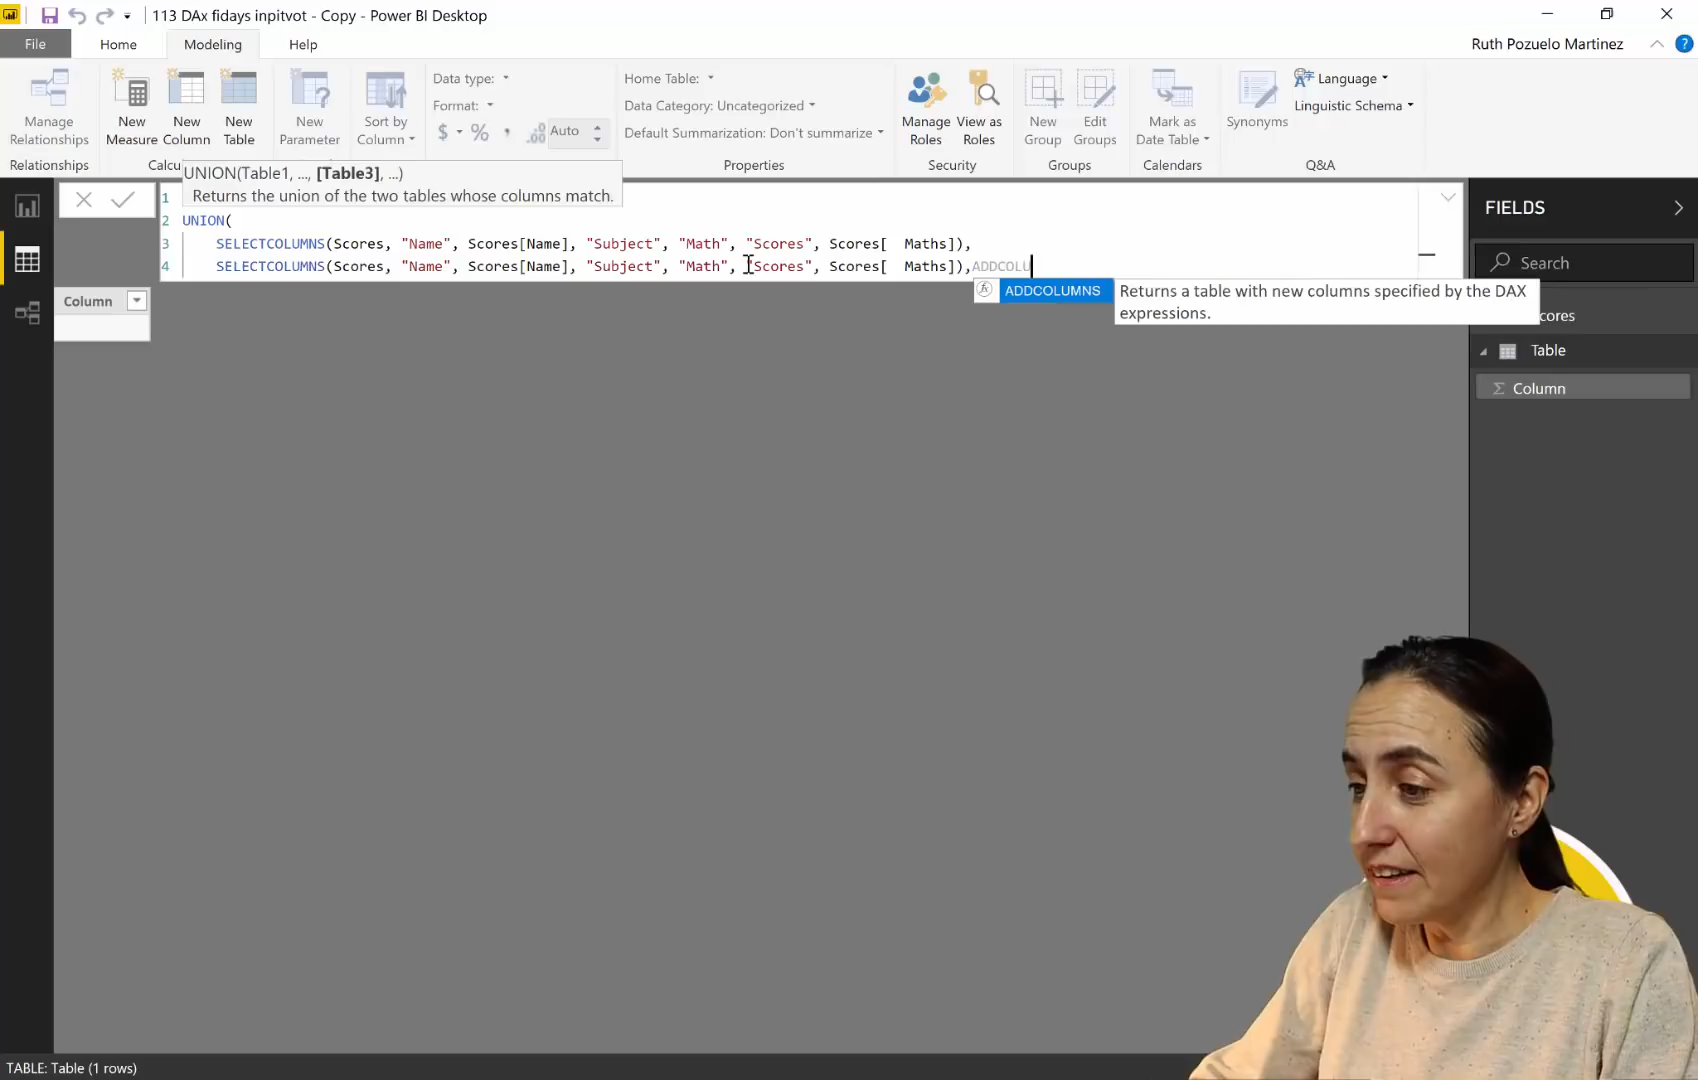 113 DAx fidays inpitvot - Copy - Power BI Desktop
File Home Modeling Help Ruth Pozuelo Martinez ?
Manage Relationships
New Measure
New Column
New Table
New Parameter
Sort by Column
Data type:
Format:
$ % , .00 Auto
Home Table:
Data Category: Uncategorized
Default Summarization: Don't summarize
Manage Roles
View as Roles
New Group
Edit Groups
Mark as Date Table
Synonyms
Language
Linguistic Schema
Relationships Calcu Properties Security Groups Calendars Q&A
UNION(Table1, ..., [Table3], ...)
Returns the union of the two tables whose columns match.
1
2 UNION(
3 SELECTCOLUMNS(Scores, "Name", Scores[Name], "Subject", "Math", "Scores", Scores[ Maths]),
4 SELECTCOLUMNS(Scores, "Name", Scores[Name], "Subject", "Math", "Scores", Scores[ Maths]),ADDCOLU
ADDCOLUMNS
Returns a table with new columns specified by the DAX
expressions.
Column
FIELDS
Search
cores
Table
Column
TABLE: Table (1 rows)